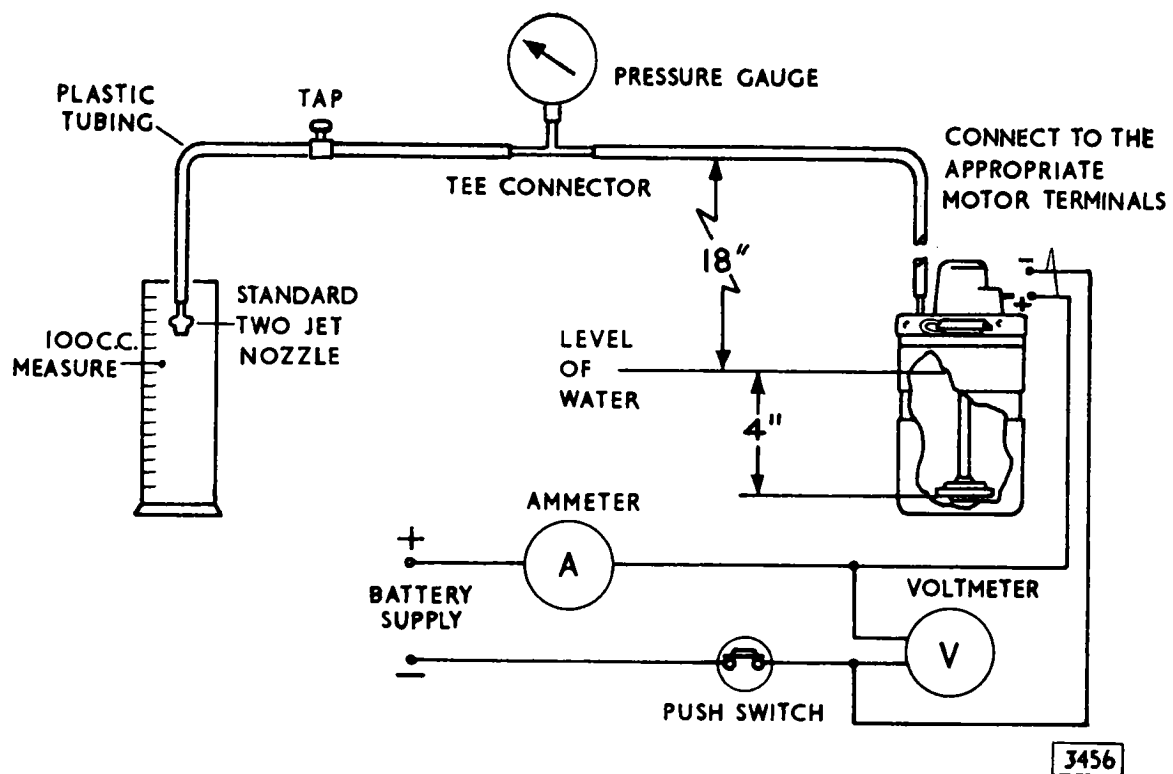 PRESSURE GAUGE
PLASTIC
TUBING
TAP
CONNECT TO THE
APPROPRIATE
MOTOR TERMINALS
TEE CONNECTOR
18"
-
+
STANDARD
TWO JET
NOZZLE
100C.C.
MEASURE
LEVEL
OF
WATER
4"
AMMETER
+
A
BATTERY
SUPPLY
-
VOLTMETER
V
PUSH SWITCH
3456